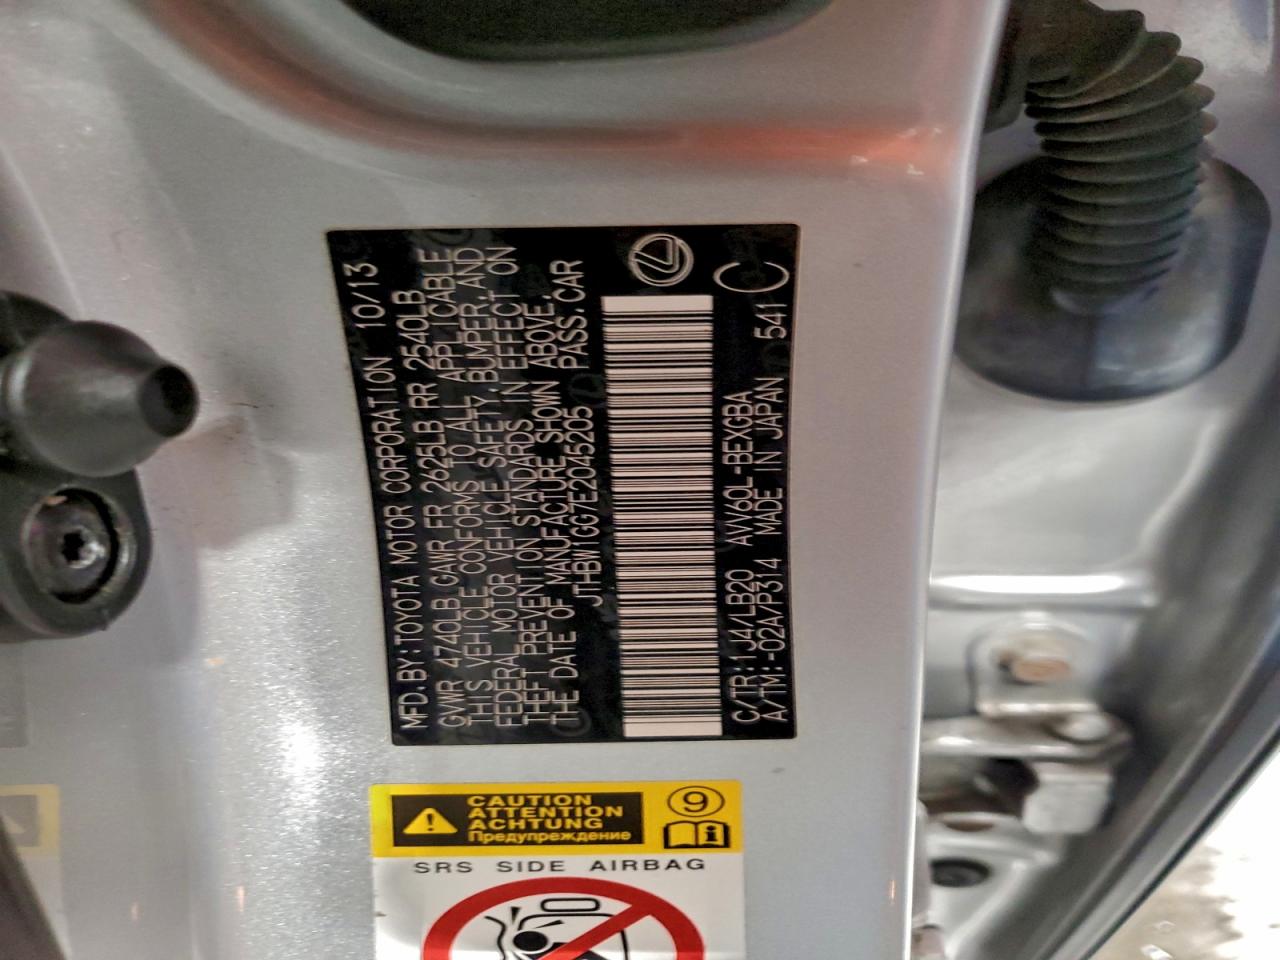 MFD. BY: TOYOTA MOTOR CORPORATION 10/13
GVWR 4740LB GAWR FR 2625LB RR 2540LB
THIS VEHICLE CONFORMS TO ALL APPLICABLE
FEDERAL MOTOR VEHICLE SAFETY, BUMPER, AND
THEFT PREVENTION STANDARDS IN EFFECT ON
THE DATE OF MANUFACTURE SHOWN ABOVE.
JTHBW1GG7E2045205 PASS. CAR
C/TR: 1J4/LB20 AVV60L-BEXGBA 541
A/TM: -02A/P314 MADE IN JAPAN
C
CAUTION
ATTENTION
ACHTUNG
Предупреждение
9
i
SRS SIDE AIRBAG